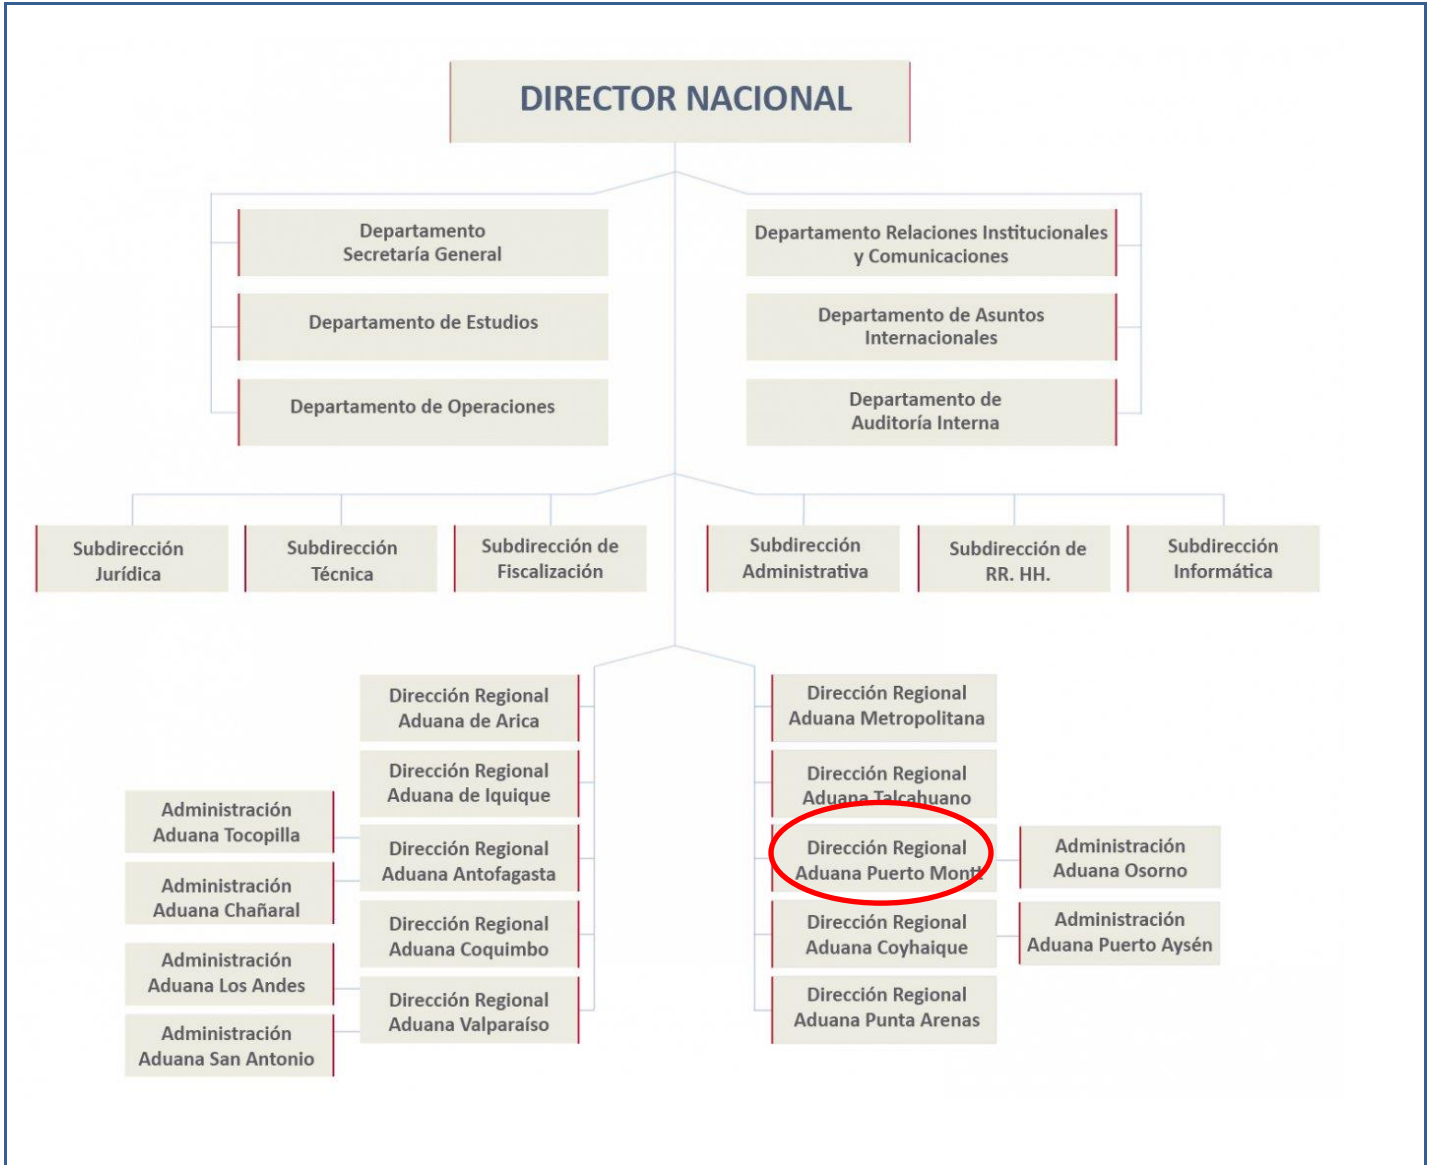 DIRECTOR NACIONAL
Departamento
Secretaría General
Departamento Relaciones Institucionales
y Comunicaciones
Departamento de Estudios
Departamento de Asuntos
Internacionales
Departamento de Operaciones
Departamento de
Auditoría Interna
Subdirección
Jurídica
Subdirección
Técnica
Subdirección de
Fiscalización
Subdirección
Administrativa
Subdirección de
RR. HH.
Subdirección
Informática
Dirección Regional
Aduana de Arica
Dirección Regional
Aduana de Iquique
Administración
Aduana Tocopilla
Dirección Regional
Aduana Antofagasta
Administración
Aduana Chañaral
Dirección Regional
Aduana Coquimbo
Administración
Aduana Los Andes
Dirección Regional
Aduana Valparaíso
Administración
Aduana San Antonio
Dirección Regional
Aduana Metropolitana
Dirección Regional
Aduana Talcahuano
Dirección Regional
Aduana Puerto Montt
Administración
Aduana Osorno
Dirección Regional
Aduana Coyhaique
Administración
Aduana Puerto Aysén
Dirección Regional
Aduana Punta Arenas